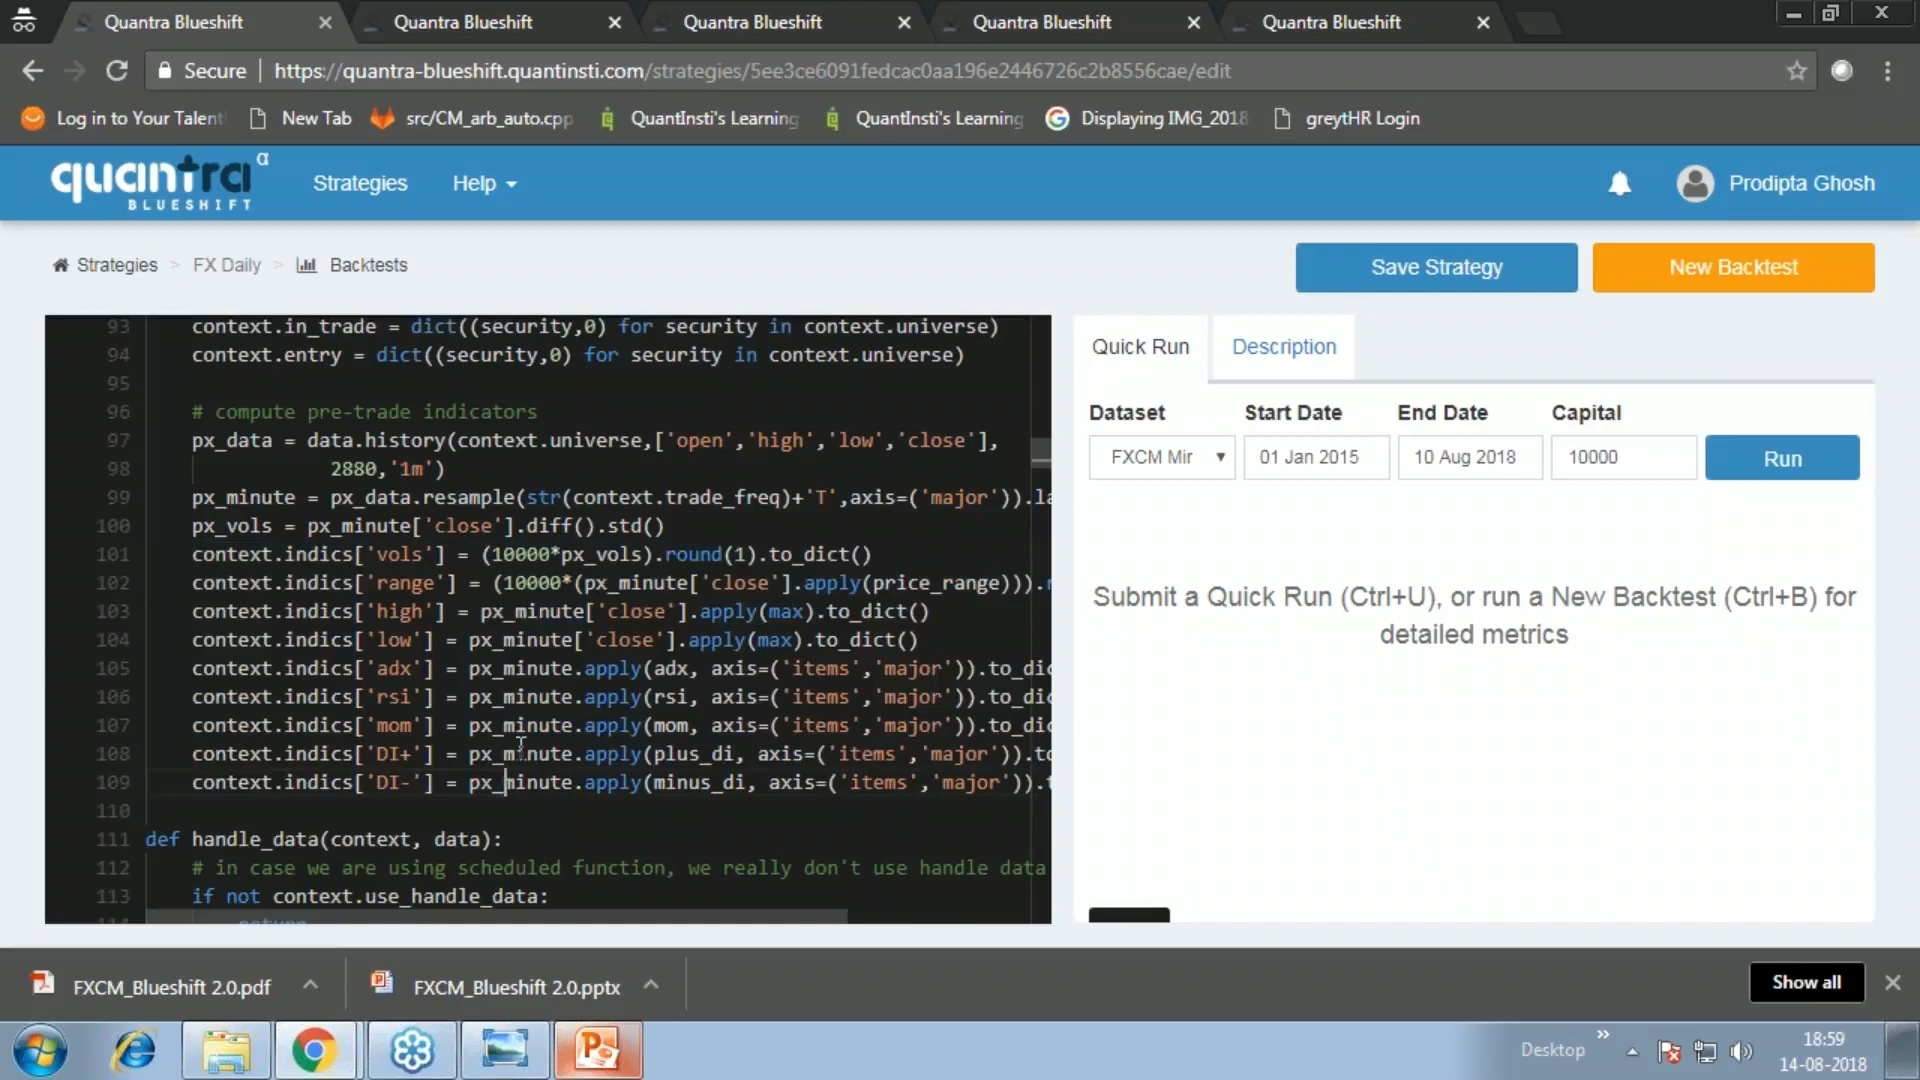 Quantra Blueshift
Quantra Blueshift
Quantra Blueshift
Quantra Blueshift
Quantra Blueshift
Secure
https://quantra-blueshift.quantinsti.com/strategies/5ee3ce6091fedcac0aa196e2446726c2b8556cae/edit
Log in to Your Talent
New Tab
src/CM_arb_auto.cpp
QuantInsti's Learning
QuantInsti's Learning
Displaying IMG_2018
greytHR Login
quantra α
BLUESHIFT
Strategies
Help
Prodipta Ghosh
Strategies > FX Daily > Backtests
Save Strategy
New Backtest
93 context.in_trade = dict((security,0) for security in context.universe)
94 context.entry = dict((security,0) for security in context.universe)
95
96 # compute pre-trade indicators
97 px_data = data.history(context.universe,['open','high','low','close'],
98 2880,'1m')
99 px_minute = px_data.resample(str(context.trade_freq)+'T',axis=('major')).la
100 px_vols = px_minute['close'].diff().std()
101 context.indics['vols'] = (10000*px_vols).round(1).to_dict()
102 context.indics['range'] = (10000*(px_minute['close'].apply(price_range))).
103 context.indics['high'] = px_minute['close'].apply(max).to_dict()
104 context.indics['low'] = px_minute['close'].apply(max).to_dict()
105 context.indics['adx'] = px_minute.apply(adx, axis=('items','major')).to_dic
106 context.indics['rsi'] = px_minute.apply(rsi, axis=('items','major')).to_dic
107 context.indics['mom'] = px_minute.apply(mom, axis=('items','major')).to_dic
108 context.indics['DI+'] = px_minute.apply(plus_di, axis=('items','major')).to
109 context.indics['DI-'] = px_minute.apply(minus_di, axis=('items','major')).
110
111 def handle_data(context, data):
112 # in case we are using scheduled function, we really don't use handle data
113 if not context.use_handle_data:
114 return
Quick Run
Description
Dataset
Start Date
End Date
Capital
FXCM Mir
01 Jan 2015
10 Aug 2018
10000
Run
Submit a Quick Run (Ctrl+U), or run a New Backtest (Ctrl+B) for
detailed metrics
FXCM_Blueshift 2.0.pdf
FXCM_Blueshift 2.0.pptx
Show all
Desktop
18:59
14-08-2018